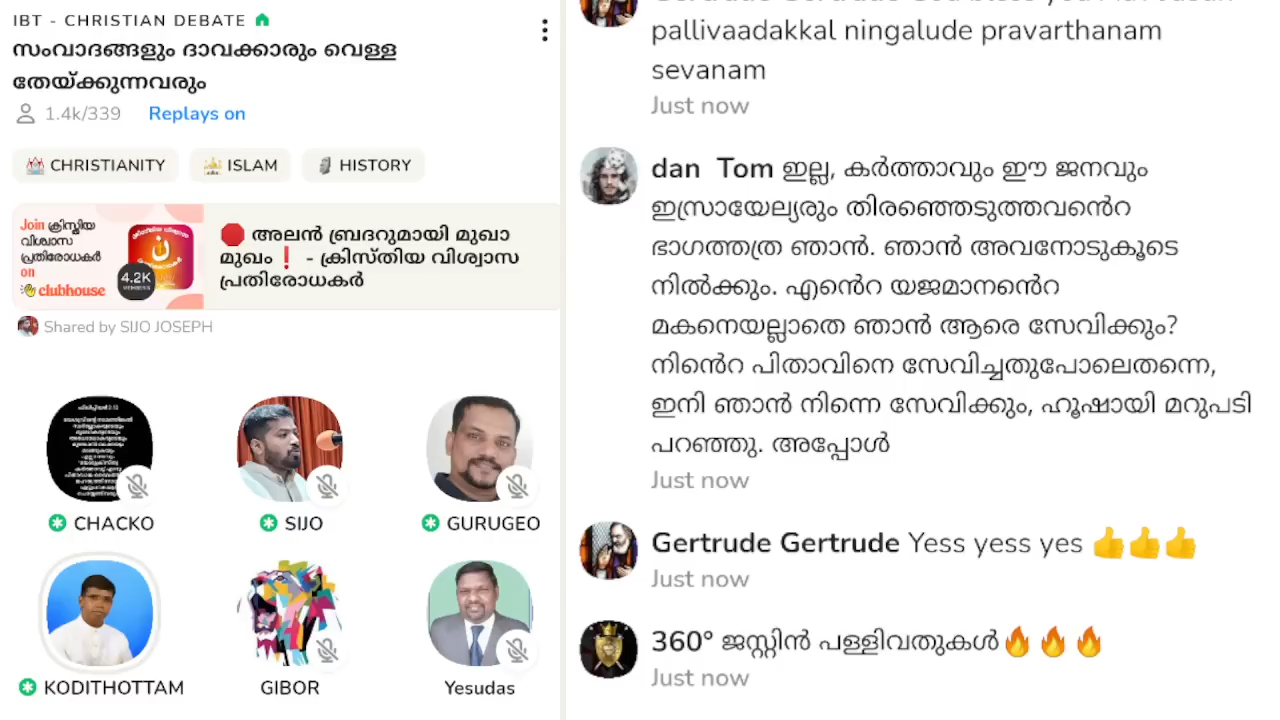 IBT - CHRISTIAN DEBATE
സംവാദങ്ങളും ദാവക്കാരും വെള്ള
തേയ്ക്കുന്നവരും
1.4k/339 Replays on
CHRISTIANITY ISLAM HISTORY
Join ക്രിസ്തിയ
വിശ്വാസ
പ്രതിരോധകർ
on
clubhouse
4.2K
MEMBERS
🛑 അലൻ ബ്രദറുമായി മുഖാ
മുഖം❗ - ക്രിസ്തിയ വിശ്വാസ
പ്രതിരോധകർ
Shared by SIJO JOSEPH
CHACKO SIJO GURUGEO
KODITHOTTAM GIBOR Yesudas
pallivaadakkal ningalude pravarthanam
sevanam
Just now
dan Tom ഇല്ല, കർത്താവും ഈ ജനവും
ഇസ്രായേല്യരും തിരഞ്ഞെടുത്തവൻെറ
ഭാഗത്തത്ര ഞാൻ. ഞാൻ അവനോടുകൂടെ
നിൽക്കും. എൻെറ യജമാനൻെറ
മകനെയല്ലാതെ ഞാൻ ആരെ സേവിക്കും?
നിൻെറ പിതാവിനെ സേവിച്ചതുപോലെതന്നെ,
ഇനി ഞാൻ നിന്നെ സേവിക്കും, ഹൂഷായി മറുപടി
പറഞ്ഞു. അപ്പോൾ
Just now
Gertrude Gertrude Yess yess yes 👍👍👍
Just now
360° ജസ്റ്റിൻ പള്ളിവതുകൾ🔥🔥🔥
Just now